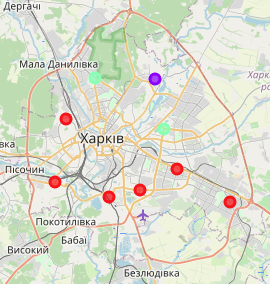 Дергачі
Мала Данилівка
Харків
Пісочин
Покотилівка
Бабаї
Високий
Безлюдівка